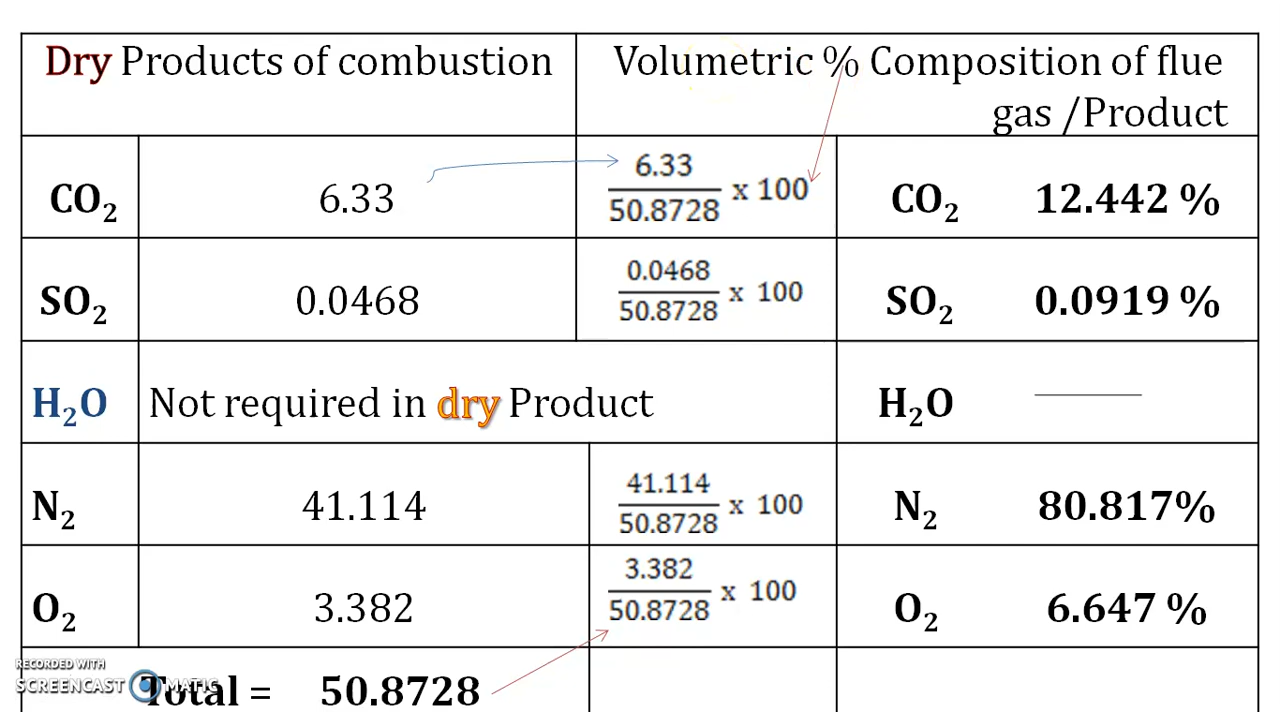 Dry Products of combustion
Volumetric % Composition of flue
gas /Product
CO₂ 6.33 6.33/50.8728 x 100 CO₂ 12.442 %
SO₂ 0.0468 0.0468/50.8728 x 100 SO₂ 0.0919 %
H₂O Not required in dry Product H₂O
N₂ 41.114 41.114/50.8728 x 100 N₂ 80.817%
O₂ 3.382 3.382/50.8728 x 100 O₂ 6.647 %
RECORDED WITH
SCREENCAST MATIC
Total = 50.8728